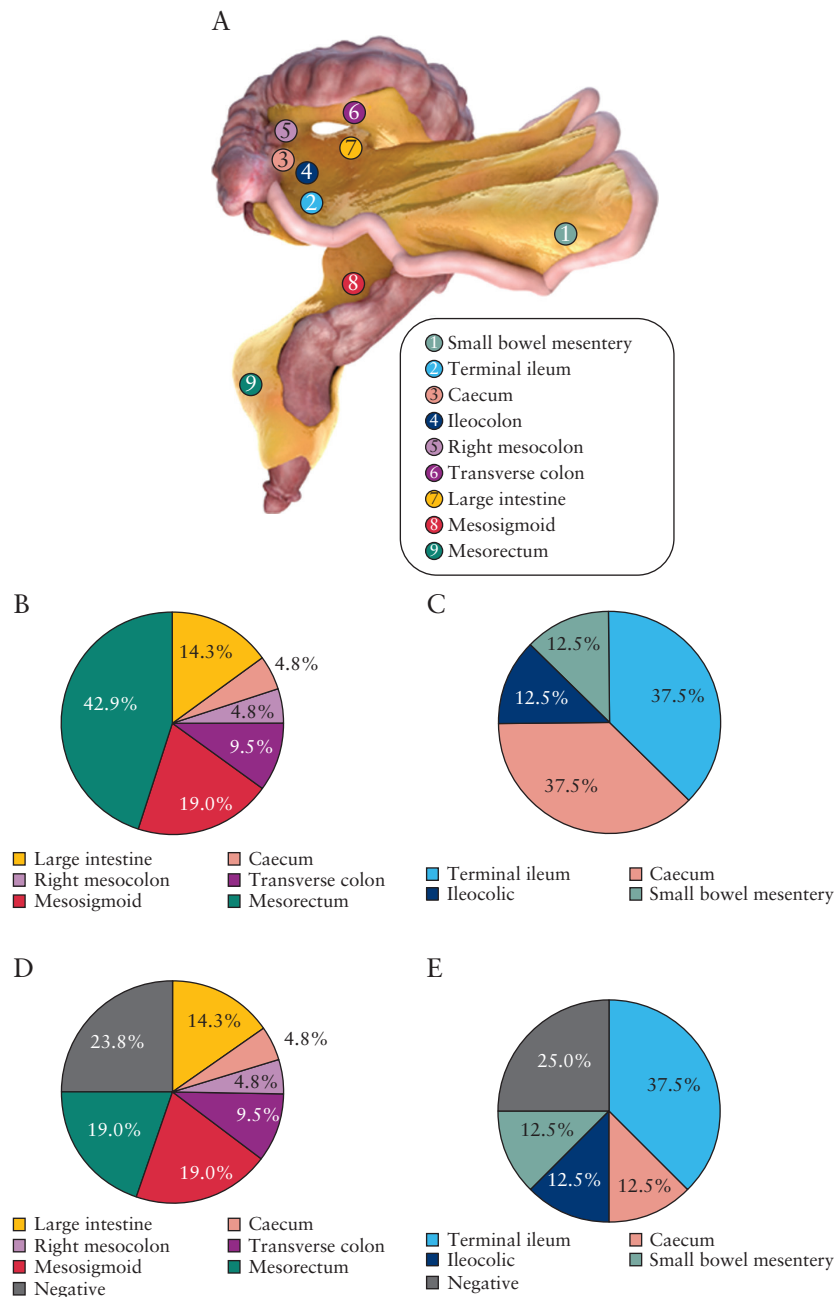 A
5
6
3
4
7
2
1
8
9
1 Small bowel mesentery
2 Terminal ileum
3 Caecum
4 Ileocolon
5 Right mesocolon
6 Transverse colon
7 Large intestine
8 Mesosigmoid
9 Mesorectum
B
14.3%
4.8%
4.8%
9.5%
19.0%
42.9%
Large intestine
Caecum
Right mesocolon
Transverse colon
Mesosigmoid
Mesorectum
C
12.5%
37.5%
12.5%
37.5%
Terminal ileum
Caecum
Ileocolic
Small bowel mesentery
D
14.3%
4.8%
23.8%
4.8%
9.5%
19.0%
19.0%
Large intestine
Caecum
Right mesocolon
Transverse colon
Mesosigmoid
Mesorectum
Negative
E
25.0%
37.5%
12.5%
12.5%
12.5%
Terminal ileum
Caecum
Ileocolic
Small bowel mesentery
Negative